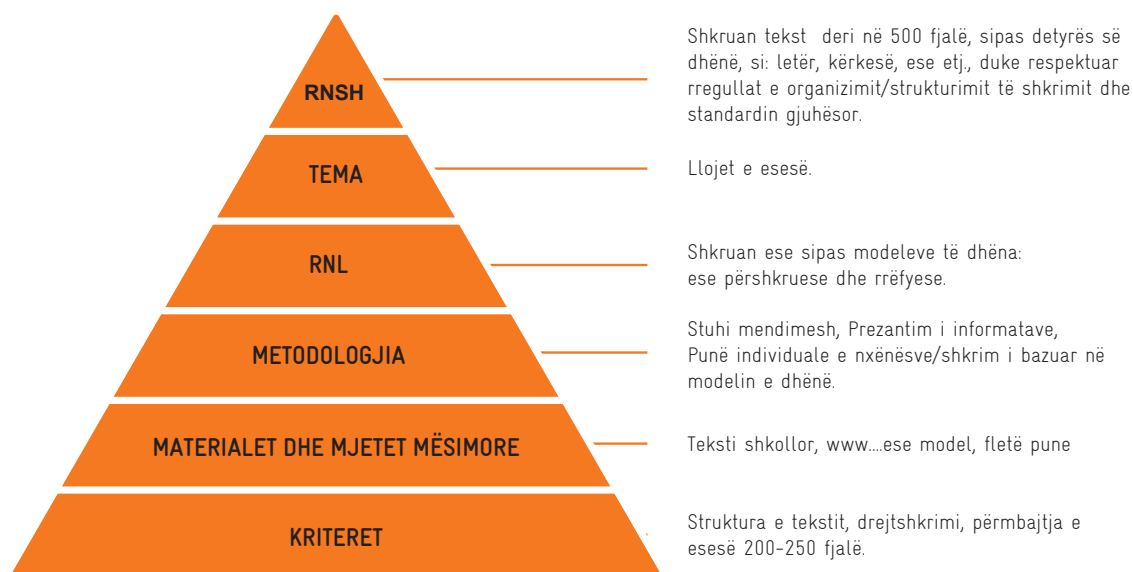 RNSH
Shkruan tekst deri në 500 fjalë, sipas detyrës së
dhënë, si: letër, kërkesë, ese etj., duke respektuar
rregullat e organizimit/strukturimit të shkrimit dhe
standardin gjuhësor.
TEMA
Llojet e esesë.
RNL
Shkruan ese sipas modeleve të dhëna:
ese përshkruese dhe rrëfyese.
METODOLOGJIA
Stuhi mendimesh, Prezantim i informatave,
Punë individuale e nxënësve/shkrim i bazuar në
modelin e dhënë.
MATERIALET DHE MJETET MËSIMORE
Teksti shkollor, www....ese model, fletë pune
KRITERET
Struktura e tekstit, drejtshkrimi, përmbajtja e
esesë 200-250 fjalë.